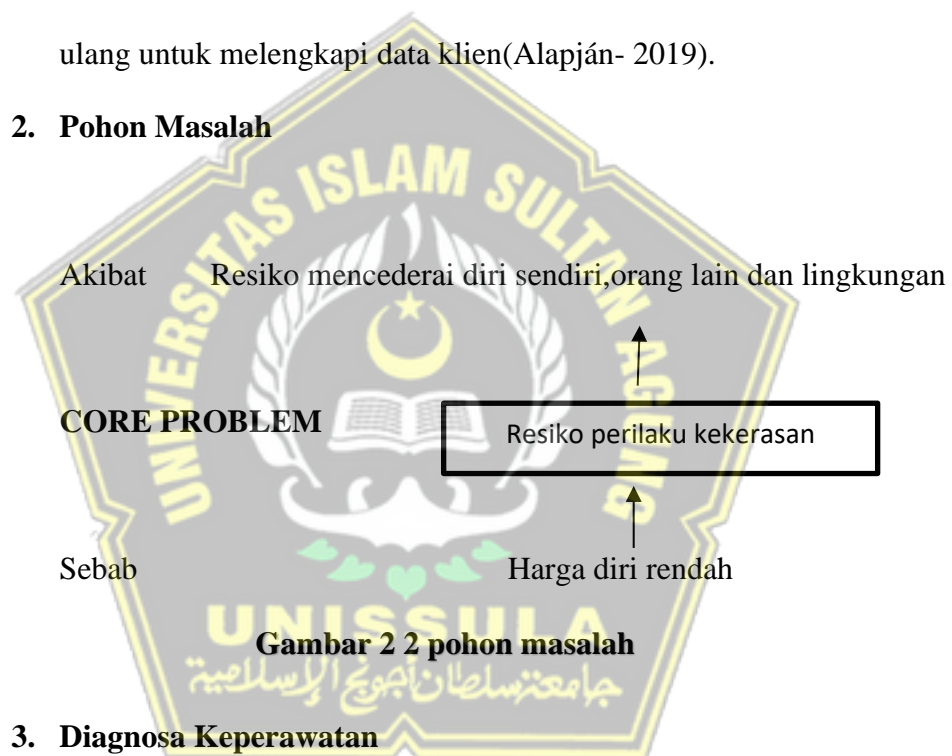 ulang untuk melengkapi data klien(Alapján- 2019).
2. Pohon Masalah
UNIVERSITAS ISLAM SULTAN AGUNG
Akibat Resiko mencederai diri sendiri,orang lain dan lingkungan
CORE PROBLEM Resiko perilaku kekerasan
Sebab Harga diri rendah
UNISSULA
Gambar 2 2 pohon masalah
جامعة سلطان أجونج الإسلامية
3. Diagnosa Keperawatan